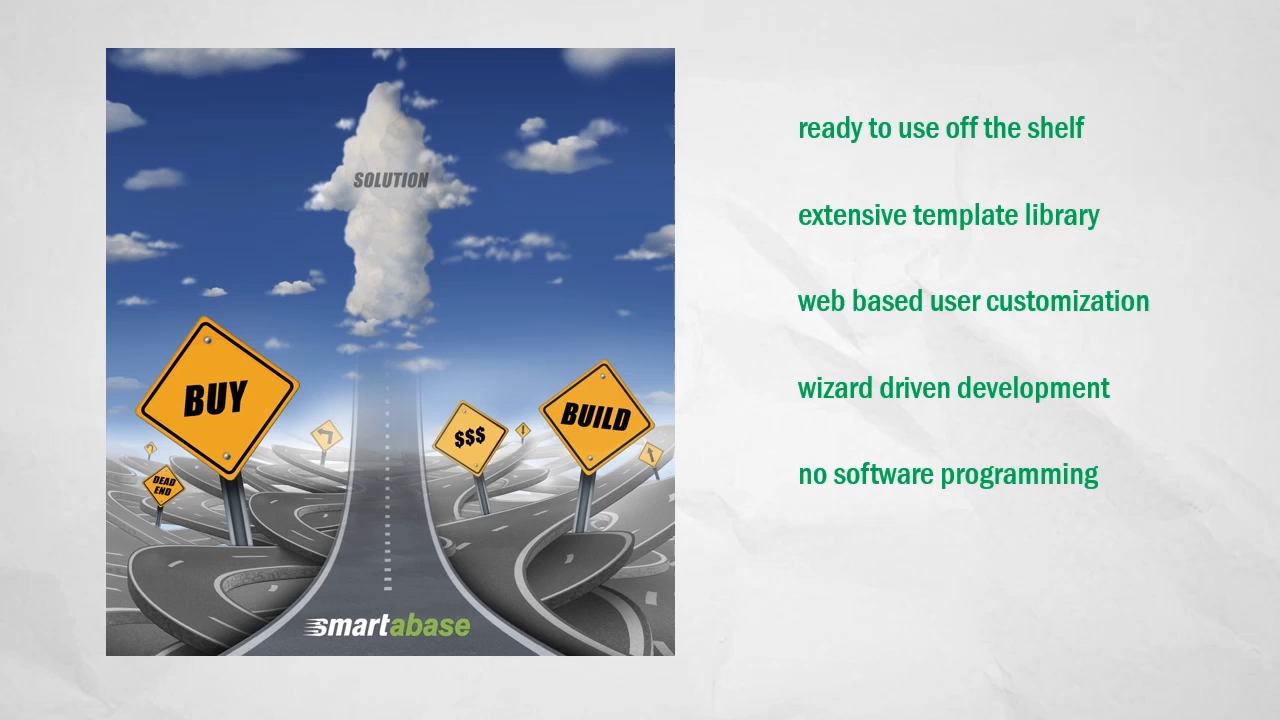 SOLUTION
BUY
BUILD
$$$
DEAD
END
smartabase
ready to use off the shelf
extensive template library
web based user customization
wizard driven development
no software programming